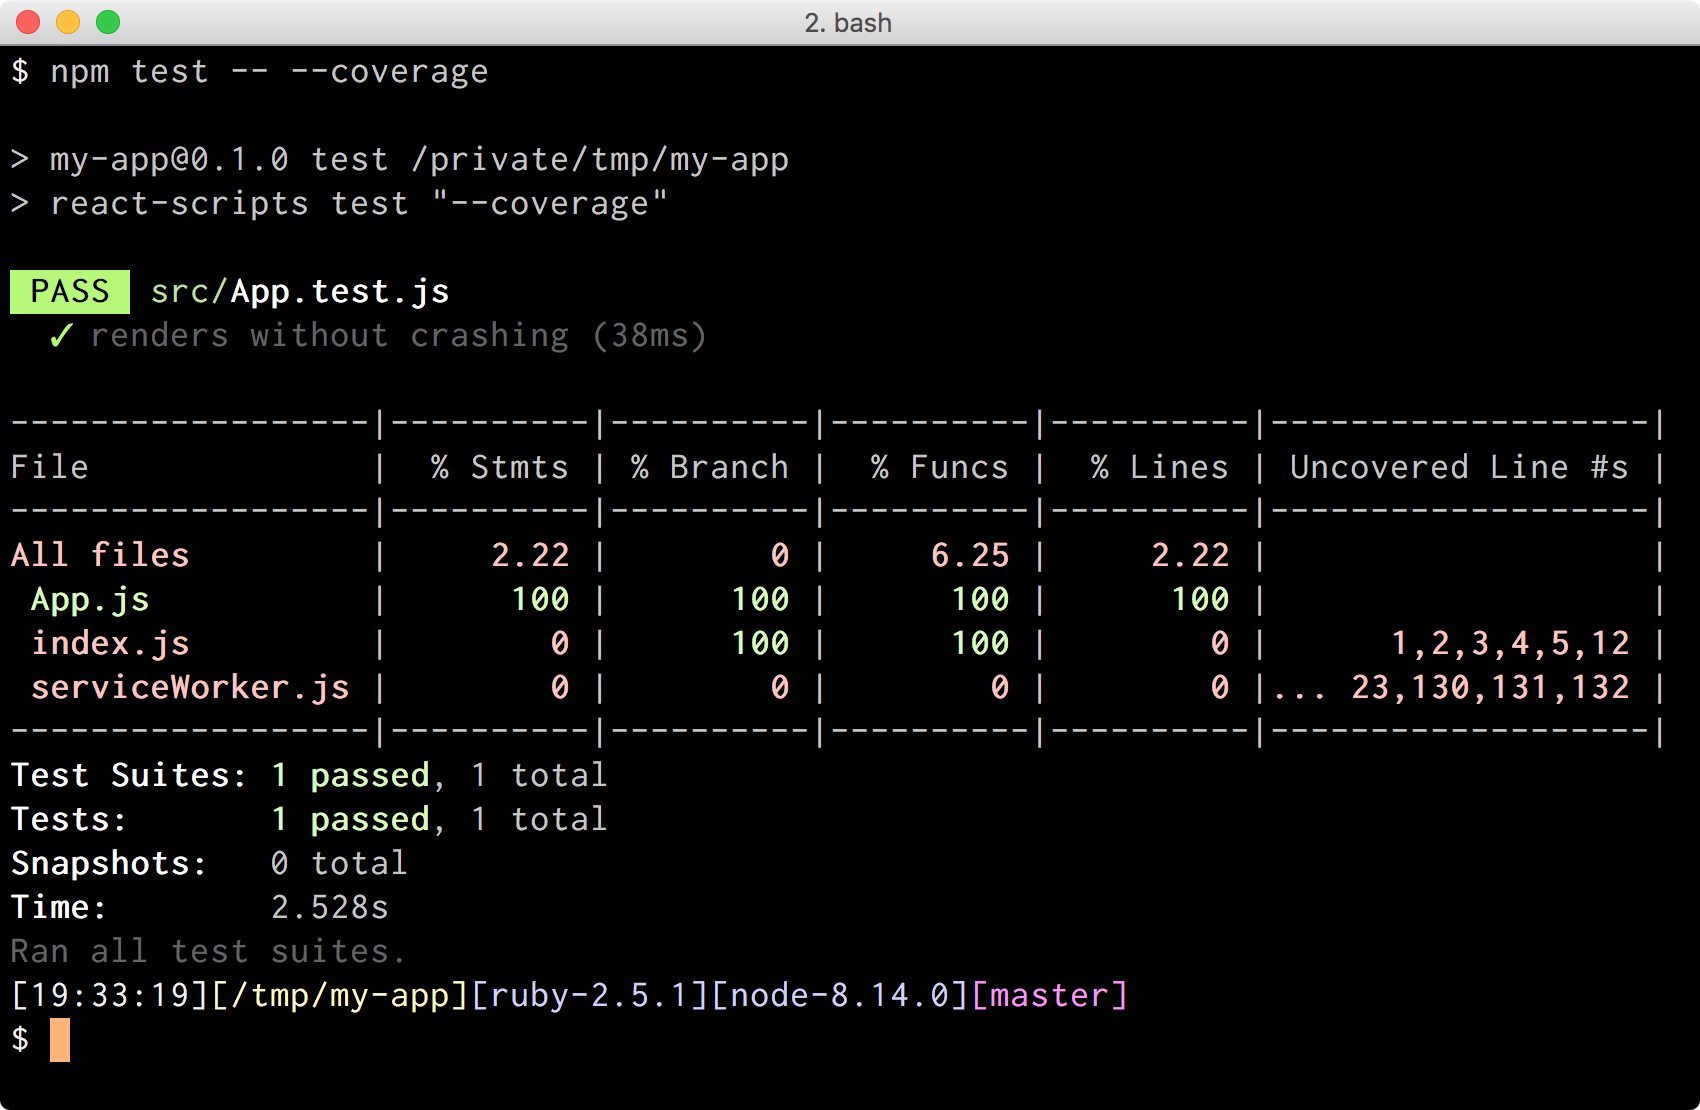 2. bash
$ npm test -- --coverage
> my-app@0.1.0 test /private/tmp/my-app
> react-scripts test "--coverage"
PASS src/App.test.js
✓ renders without crashing (38ms)
------------------|----------|----------|----------|----------|-------------------|
File              |  % Stmts | % Branch |  % Funcs |  % Lines | Uncovered Line #s |
------------------|----------|----------|----------|----------|-------------------|
All files         |     2.22 |        0 |     6.25 |     2.22 |                   |
 App.js           |      100 |      100 |      100 |      100 |                   |
 index.js         |        0 |      100 |      100 |        0 |      1,2,3,4,5,12 |
 serviceWorker.js |        0 |        0 |        0 |        0 |... 23,130,131,132 |
------------------|----------|----------|----------|----------|-------------------|
Test Suites: 1 passed, 1 total
Tests:       1 passed, 1 total
Snapshots:   0 total
Time:        2.528s
Ran all test suites.
[19:33:19][/tmp/my-app][ruby-2.5.1][node-8.14.0][master]
$